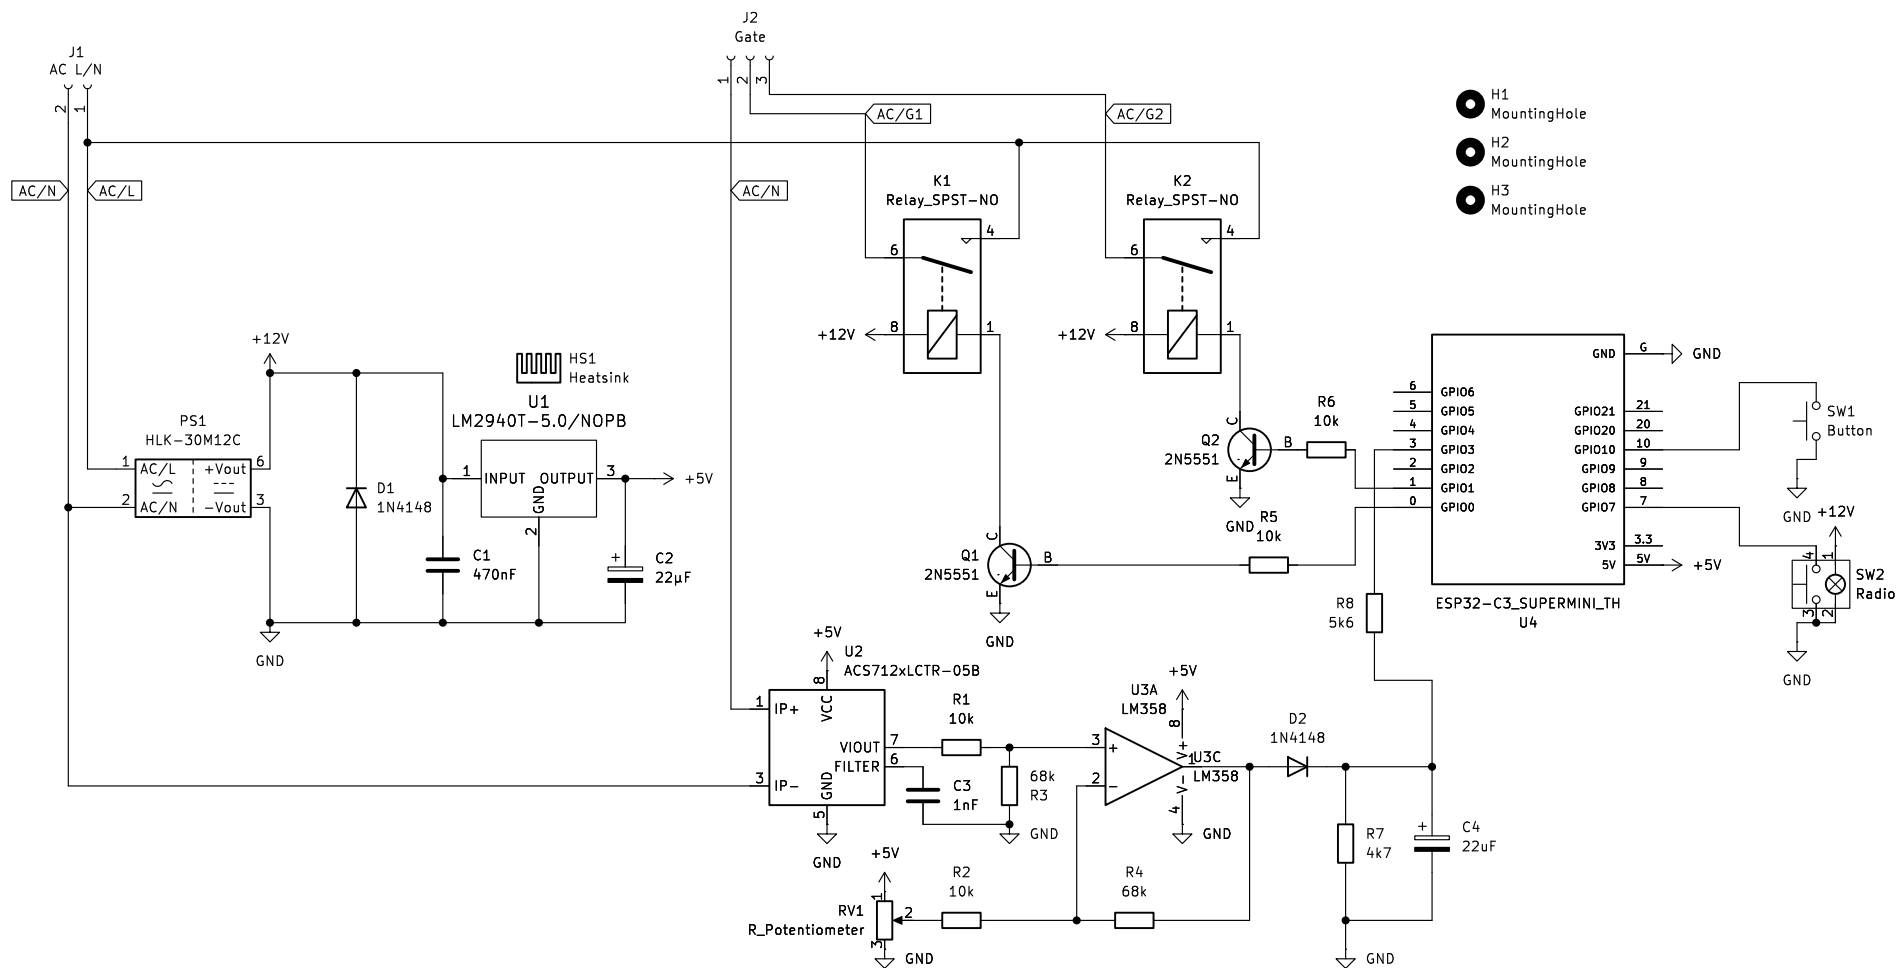 J1
AC L/N
2
1
AC/N
AC/L
J2
Gate
1
2
3
AC/G1
AC/G2
AC/N
H1
MountingHole
H2
MountingHole
H3
MountingHole
K1
Relay_SPST-NO
4
6
+12V
8
1
K2
Relay_SPST-NO
4
6
+12V
8
1
+12V
PS1
HLK-30M12C
1
AC/L
+Vout
6
2
AC/N
-Vout
3
GND
D1
1N4148
HS1
Heatsink
U1
LM2940T-5.0/NOPB
1
INPUT
OUTPUT
3
GND
2
+5V
C1
470nF
+
C2
22µF
Q1
2N5551
C
B
E
GND
Q2
2N5551
C
B
E
GND
R6
10k
R5
10k
GND
G
GND
6
GPIO6
5
GPIO5
4
GPIO4
3
GPIO3
2
GPIO2
1
GPIO1
0
GPIO0
GPIO21
21
GPIO20
20
GPIO10
10
GPIO9
9
GPIO8
8
GPIO7
7
3V3
3.3
5V
5V
+5V
ESP32-C3_SUPERMINI_TH
U4
SW1
Button
GND
+12V
4
1
SW2
Radio
3
2
GND
R8
5k6
+5V
U2
ACS712xLCTR-05B
8
VCC
1
IP+
VIOUT
7
FILTER
6
3
IP-
GND
5
GND
R1
10k
C3
1nF
68k
R3
GND
+5V
U3A
LM358
8
V+
3
+
2
-
1
U3C
LM358
V-
4
GND
D2
1N4148
R7
4k7
+
C4
22uF
GND
+5V
1
RV1
R_Potentiometer
2
3
GND
R2
10k
R4
68k